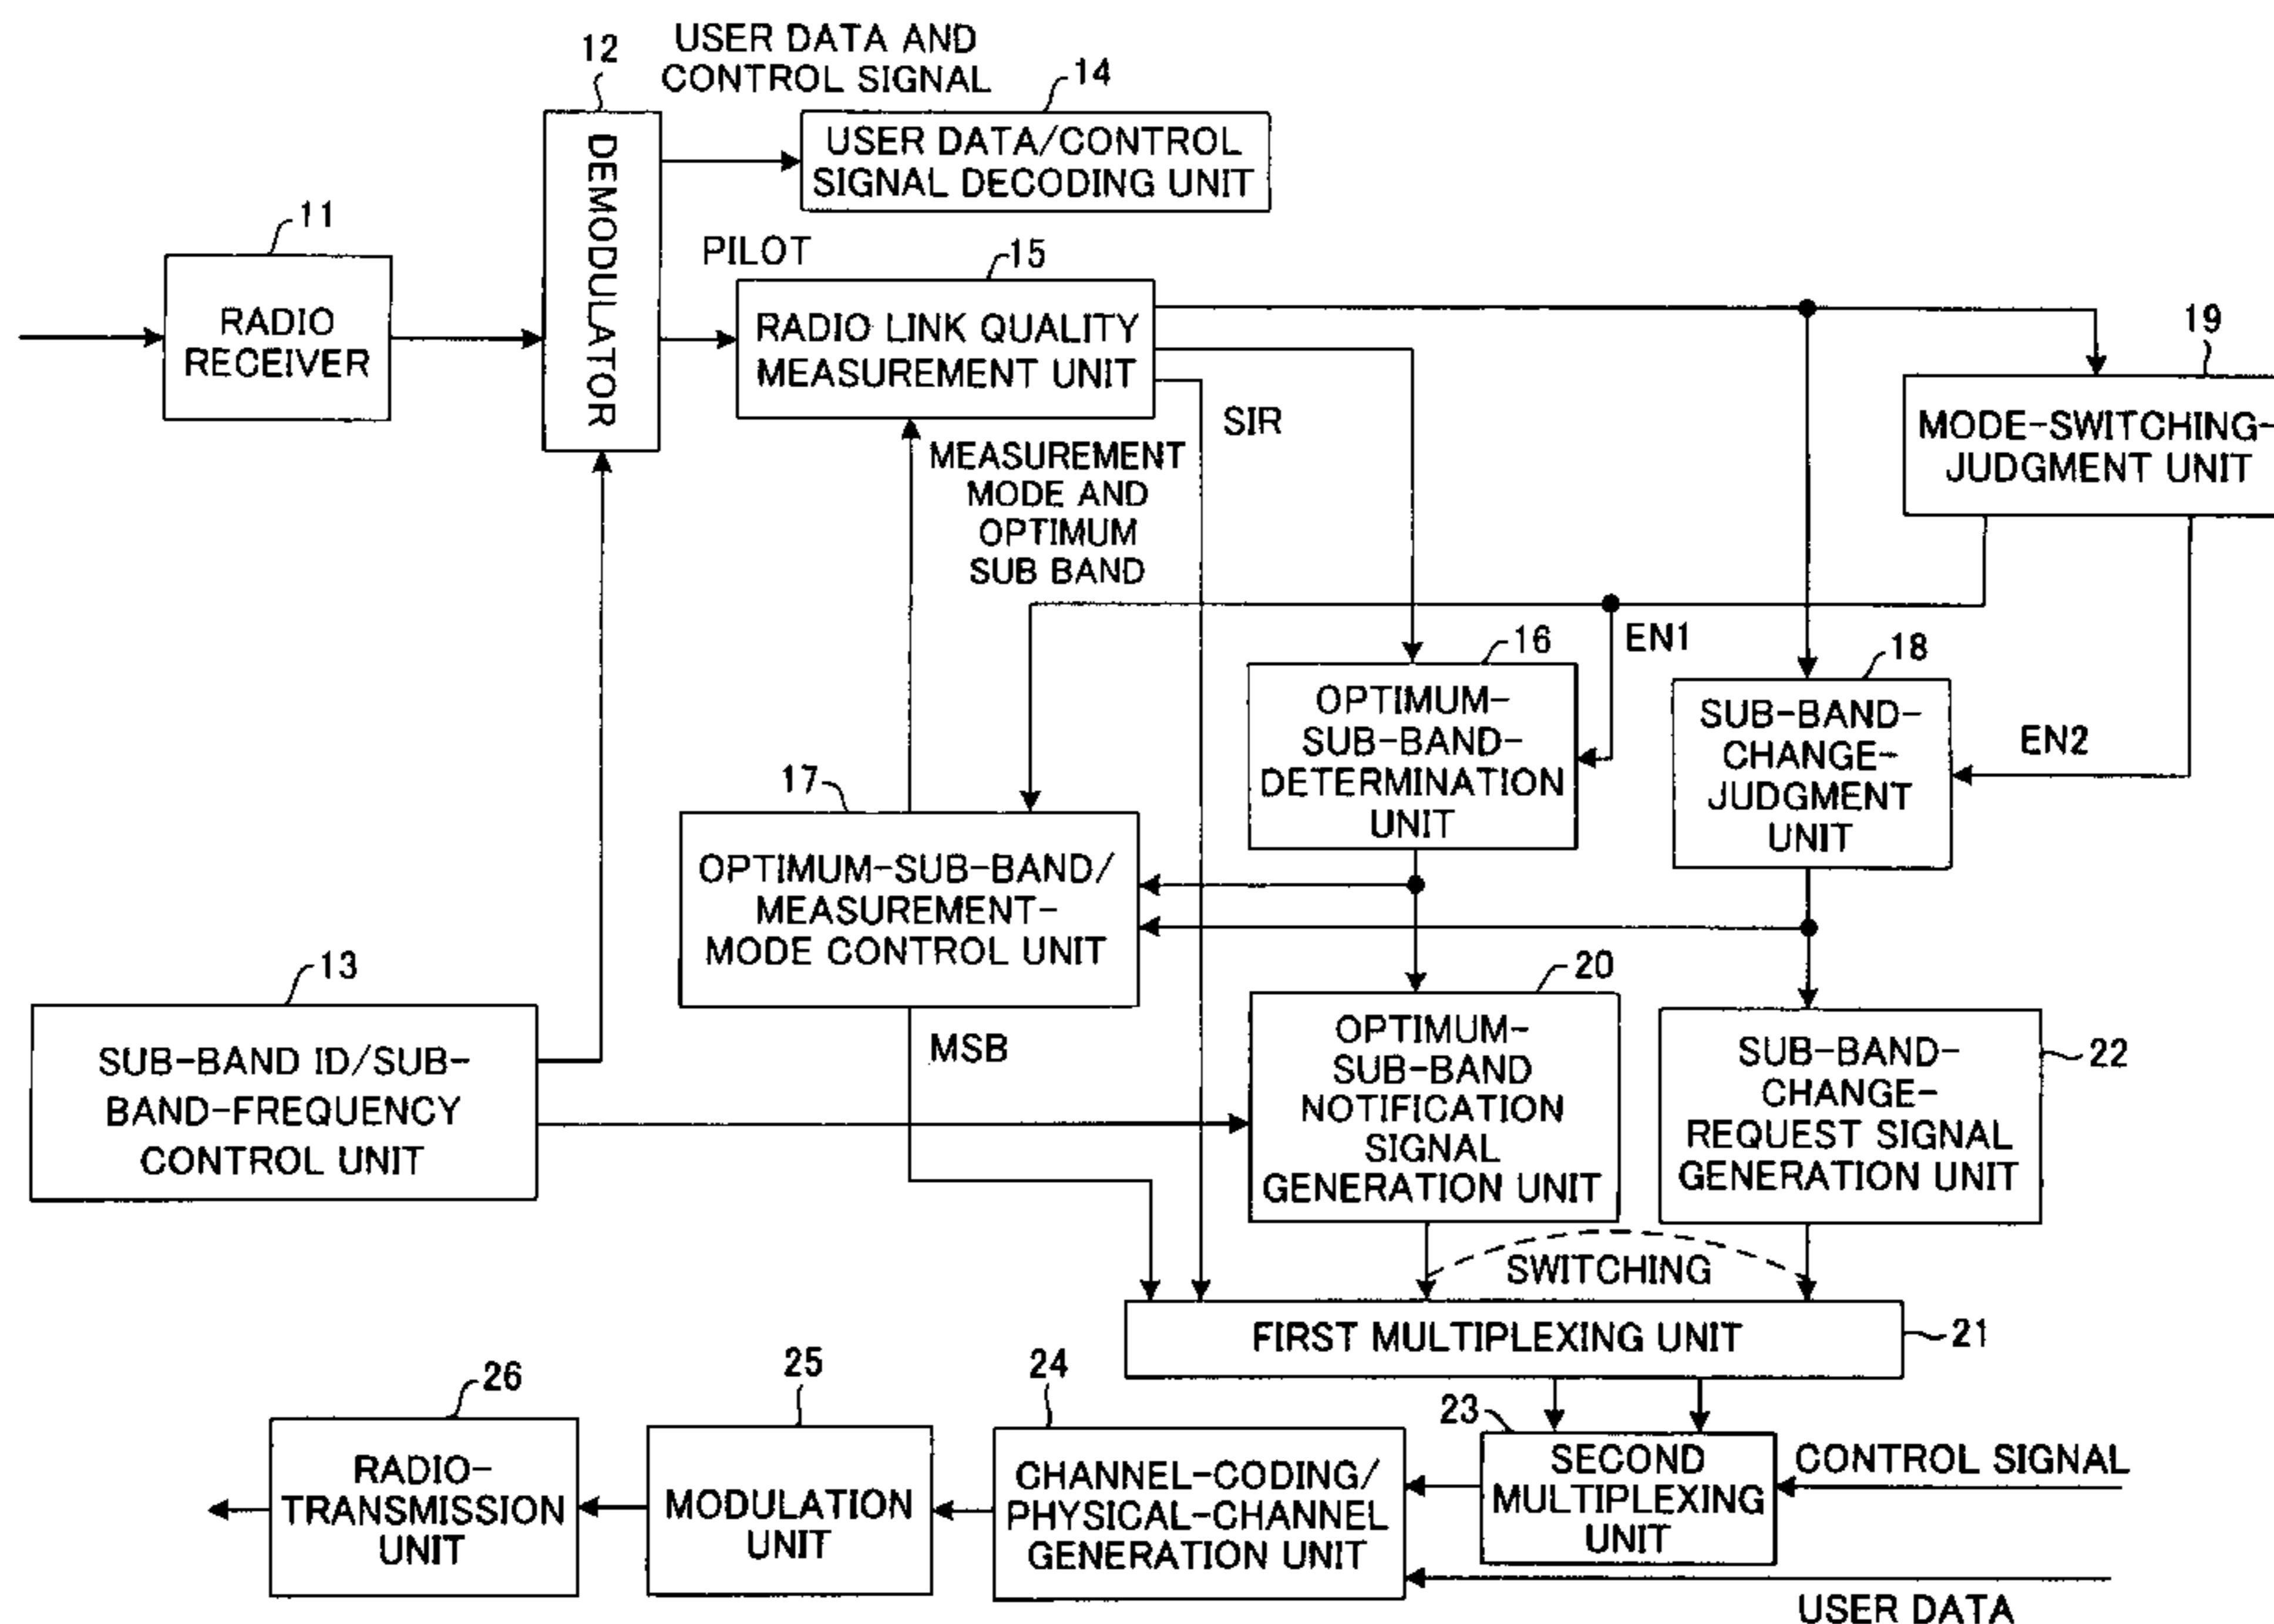 12
USER DATA AND
CONTROL SIGNAL
14
DEMODULATOR
USER DATA/CONTROL
SIGNAL DECODING UNIT
11
RADIO
RECEIVER
PILOT
15
RADIO LINK QUALITY
MEASUREMENT UNIT
SIR
19
MODE-SWITCHING-
JUDGMENT UNIT
MEASUREMENT
MODE AND
OPTIMUM
SUB BAND
EN1
16
OPTIMUM-
SUB-BAND-
DETERMINATION
UNIT
18
SUB-BAND-
CHANGE-
JUDGMENT
UNIT
EN2
17
OPTIMUM-SUB-BAND/
MEASUREMENT-
MODE CONTROL UNIT
13
SUB-BAND ID/SUB-
BAND-FREQUENCY
CONTROL UNIT
MSB
20
OPTIMUM-
SUB-BAND
NOTIFICATION
SIGNAL
GENERATION UNIT
22
SUB-BAND-
CHANGE-
REQUEST SIGNAL
GENERATION UNIT
SWITCHING
FIRST MULTIPLEXING UNIT
21
26
RADIO-
TRANSMISSION
UNIT
25
MODULATION
UNIT
24
CHANNEL-CODING/
PHYSICAL-CHANNEL
GENERATION UNIT
23
SECOND
MULTIPLEXING
UNIT
CONTROL SIGNAL
USER DATA